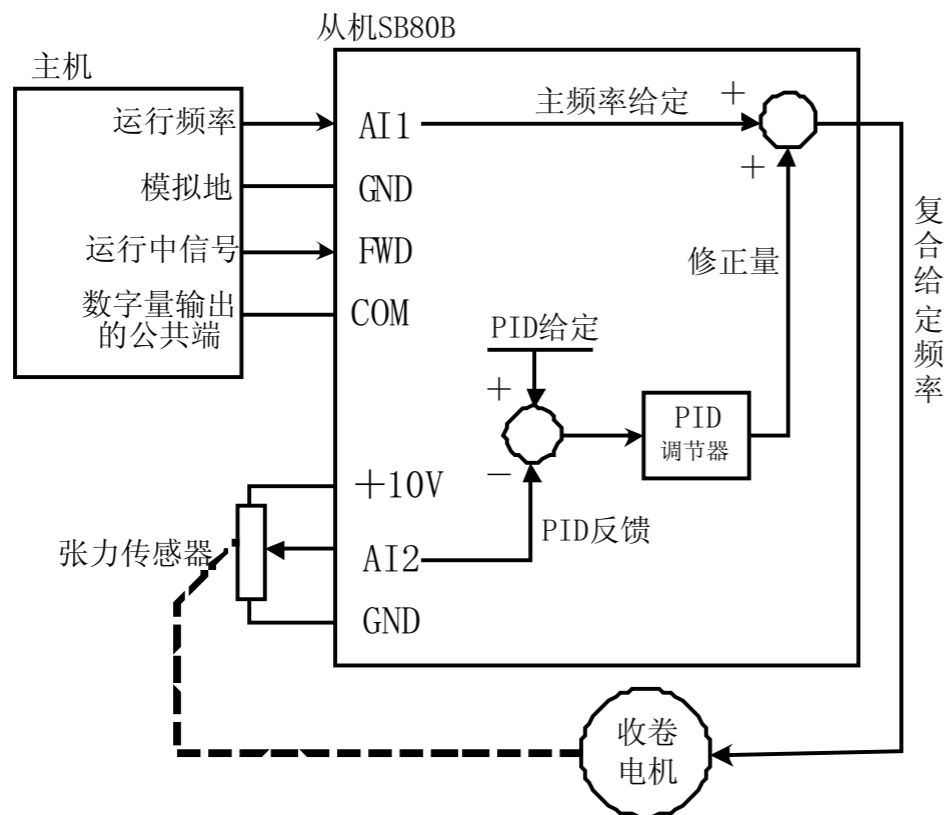 从机SB80B
主机
运行频率
模拟地
运行中信号
数字量输出
的公共端
AI1
GND
FWD
COM
+10V
AI2
GND
主频率给定
+
+
修正量
PID给定
+
−
PID
调节器
PID反馈
复合给定频率
张力传感器
收卷
电机